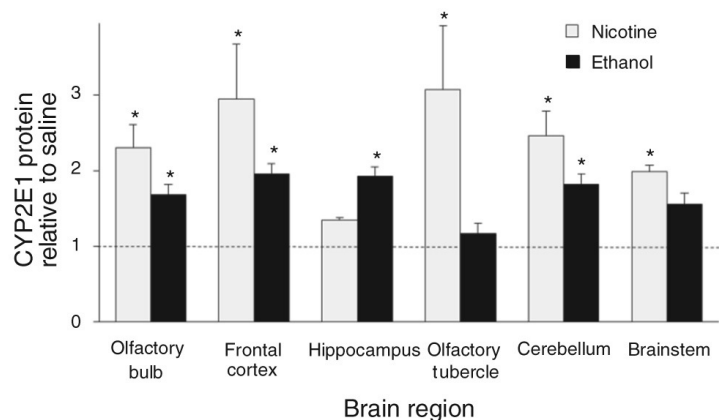 Nicotine
Ethanol
CYP2E1 protein
relative to saline
3
2
1
0
*
*
*
*
*
*
*
*
*
Olfactory
bulb
Frontal
cortex
Hippocampus
Olfactory
tubercle
Cerebellum
Brainstem
Brain region